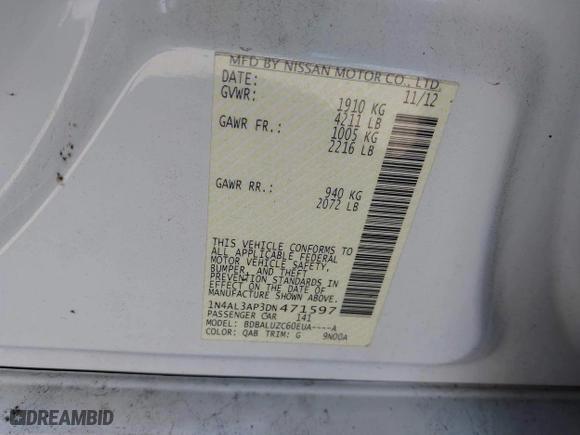 MFD BY NISSAN MOTOR CO., LTD.
DATE: 11/12
GVWR: 1910 KG
4211 LB
GAWR FR.: 1005 KG
2216 LB
GAWR RR.: 940 KG
2072 LB
THIS VEHICLE CONFORMS TO
ALL APPLICABLE FEDERAL
MOTOR VEHICLE SAFETY,
BUMPER, AND THEFT
PREVENTION STANDARDS IN
EFFECT ON THE DATE OF
MANUFACTURE SHOWN ABOVE.
1N4AL3AP3DN471597
PASSENGER CAR 141
MODEL: BDBALUZC60EUA----A
COLOR: QAB TRIM: G 9N00A
DREAMBID